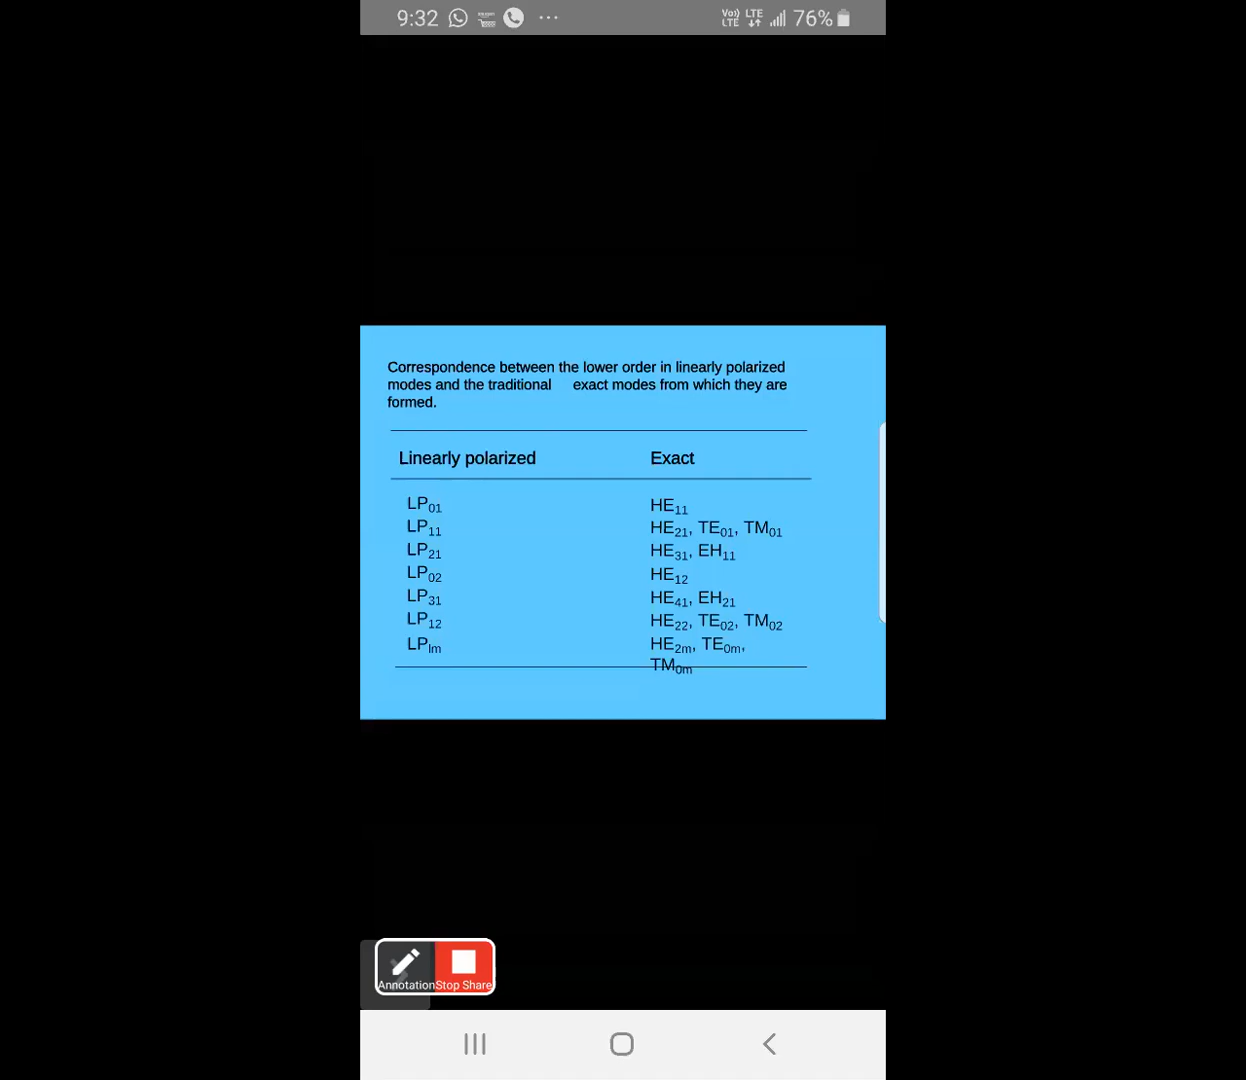 9:32 76%
Correspondence between the lower order in linearly polarized
modes and the traditional exact modes from which they are
formed.
Linearly polarized Exact
LP₀₁ HE₁₁
LP₁₁ HE₂₁, TE₀₁, TM₀₁
LP₂₁ HE₃₁, EH₁₁
LP₀₂ HE₁₂
LP₃₁ HE₄₁, EH₂₁
LP₁₂ HE₂₂, TE₀₂, TM₀₂
LPlm HE₂m, TE₀m,
TM₀m
Annotation Stop Share